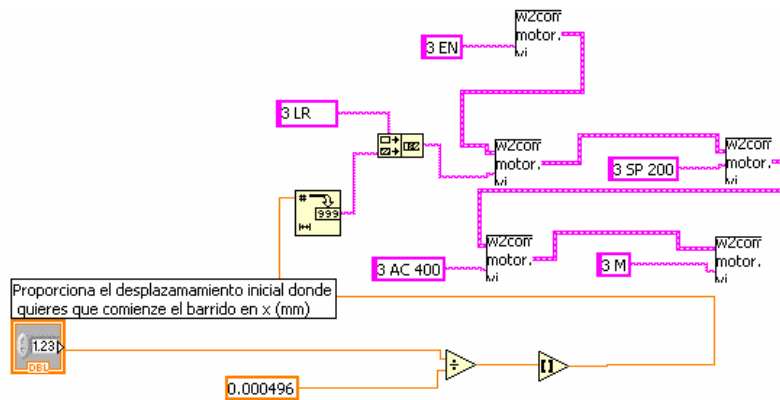 3 EN
w2com
motor.
vi
3 LR
w2com
motor.
vi
3 SP 200
w2com
motor.
vi
#
999
3 AC 400
w2com
motor.
vi
3 M
w2com
motor.
vi
Proporciona el desplazamamiento inicial donde
quieres que comienze el barrido en x (mm)
1.23
DBL
0.000496
÷
[]